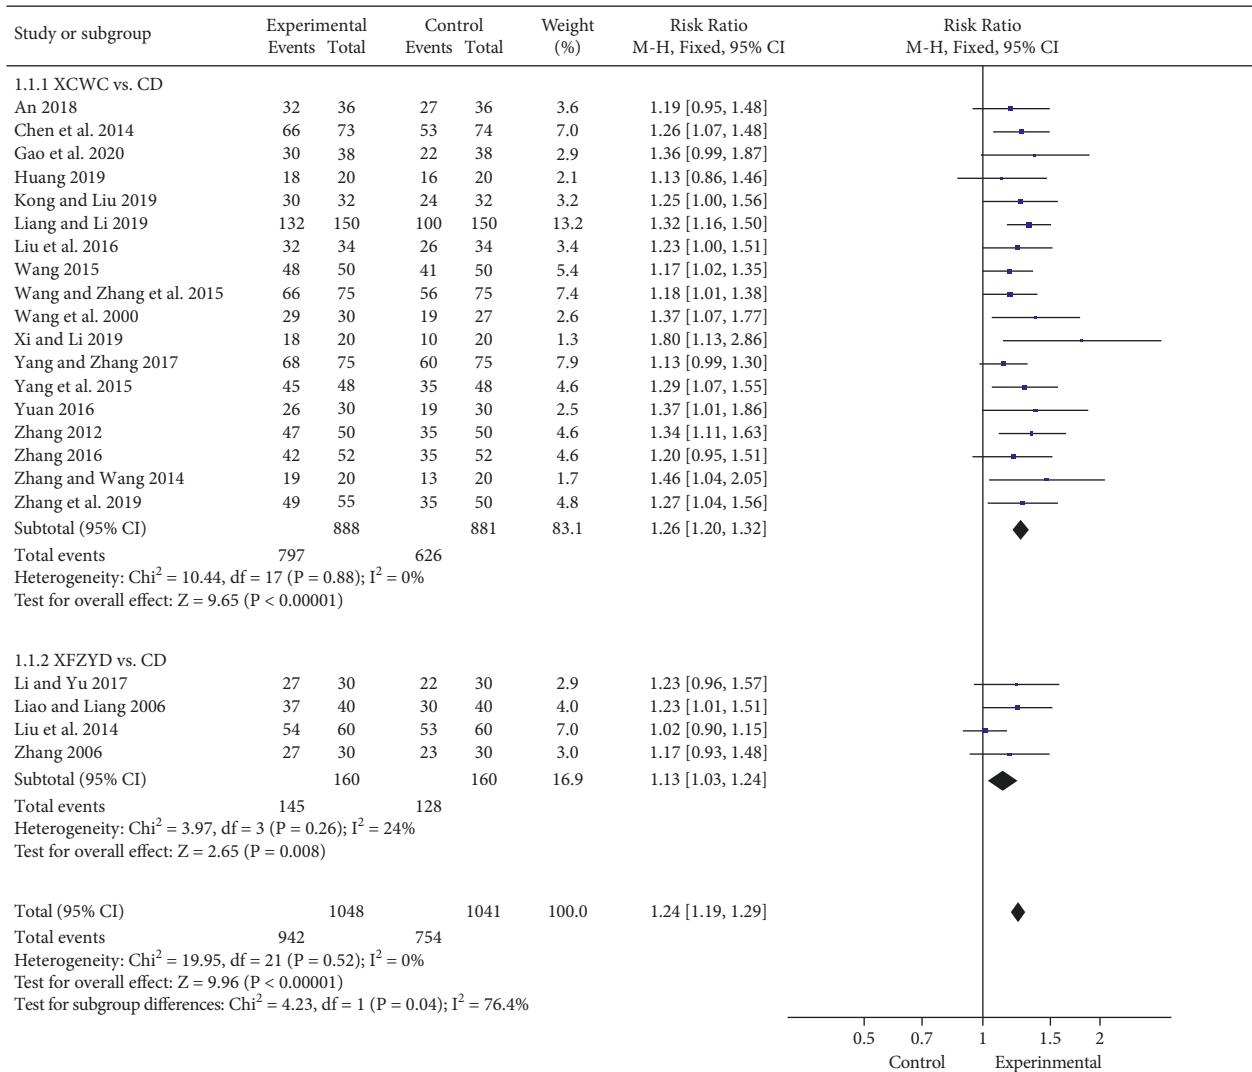 Study or subgroup Experimental Control Weight Risk Ratio Risk Ratio
Events Total Events Total (%) M-H, Fixed, 95% CI M-H, Fixed, 95% CI
1.1.1 XCWC vs. CD
An 2018 32 36 27 36 3.6 1.19 [0.95, 1.48]
Chen et al. 2014 66 73 53 74 7.0 1.26 [1.07, 1.48]
Gao et al. 2020 30 38 22 38 2.9 1.36 [0.99, 1.87]
Huang 2019 18 20 16 20 2.1 1.13 [0.86, 1.46]
Kong and Liu 2019 30 32 24 32 3.2 1.25 [1.00, 1.56]
Liang and Li 2019 132 150 100 150 13.2 1.32 [1.16, 1.50]
Liu et al. 2016 32 34 26 34 3.4 1.23 [1.00, 1.51]
Wang 2015 48 50 41 50 5.4 1.17 [1.02, 1.35]
Wang and Zhang et al. 2015 66 75 56 75 7.4 1.18 [1.01, 1.38]
Wang et al. 2000 29 30 19 27 2.6 1.37 [1.07, 1.77]
Xi and Li 2019 18 20 10 20 1.3 1.80 [1.13, 2.86]
Yang and Zhang 2017 68 75 60 75 7.9 1.13 [0.99, 1.30]
Yang et al. 2015 45 48 35 48 4.6 1.29 [1.07, 1.55]
Yuan 2016 26 30 19 30 2.5 1.37 [1.01, 1.86]
Zhang 2012 47 50 35 50 4.6 1.34 [1.11, 1.63]
Zhang 2016 42 52 35 52 4.6 1.20 [0.95, 1.51]
Zhang and Wang 2014 19 20 13 20 1.7 1.46 [1.04, 2.05]
Zhang et al. 2019 49 55 35 50 4.8 1.27 [1.04, 1.56]
Subtotal (95% CI) 888 881 83.1 1.26 [1.20, 1.32]
Total events 797 626
Heterogeneity: Chi² = 10.44, df = 17 (P = 0.88); I² = 0%
Test for overall effect: Z = 9.65 (P < 0.00001)
1.1.2 XFZYD vs. CD
Li and Yu 2017 27 30 22 30 2.9 1.23 [0.96, 1.57]
Liao and Liang 2006 37 40 30 40 4.0 1.23 [1.01, 1.51]
Liu et al. 2014 54 60 53 60 7.0 1.02 [0.90, 1.15]
Zhang 2006 27 30 23 30 3.0 1.17 [0.93, 1.48]
Subtotal (95% CI) 160 160 16.9 1.13 [1.03, 1.24]
Total events 145 128
Heterogeneity: Chi² = 3.97, df = 3 (P = 0.26); I² = 24%
Test for overall effect: Z = 2.65 (P = 0.008)
Total (95% CI) 1048 1041 100.0 1.24 [1.19, 1.29]
Total events 942 754
Heterogeneity: Chi² = 19.95, df = 21 (P = 0.52); I² = 0%
Test for overall effect: Z = 9.96 (P < 0.00001)
Test for subgroup differences: Chi² = 4.23, df = 1 (P = 0.04); I² = 76.4%
0.5 0.7 1 1.5 2
Control Experinmental